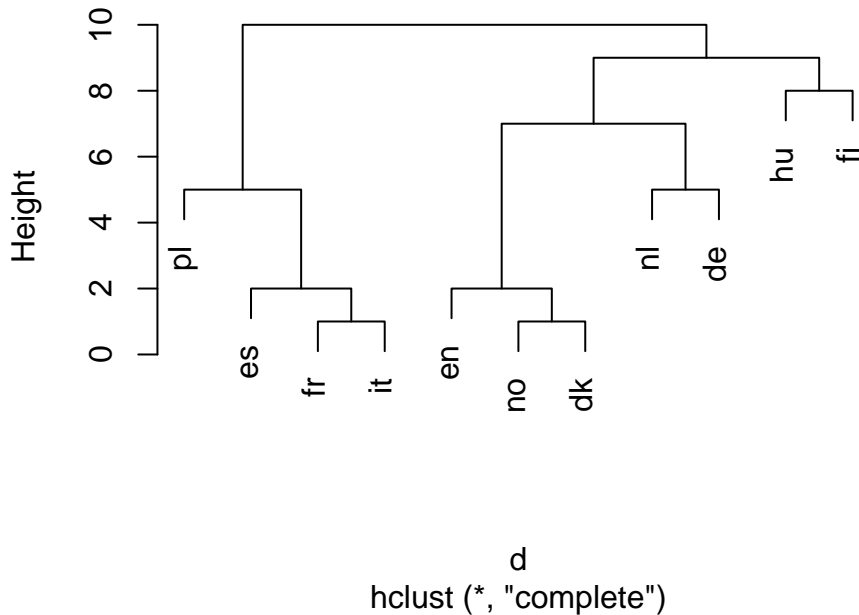 Height
10
8
6
4
2
0
pl
es
fr
it
en
no
dk
nl
de
hu
fi
d
hclust (*, "complete")